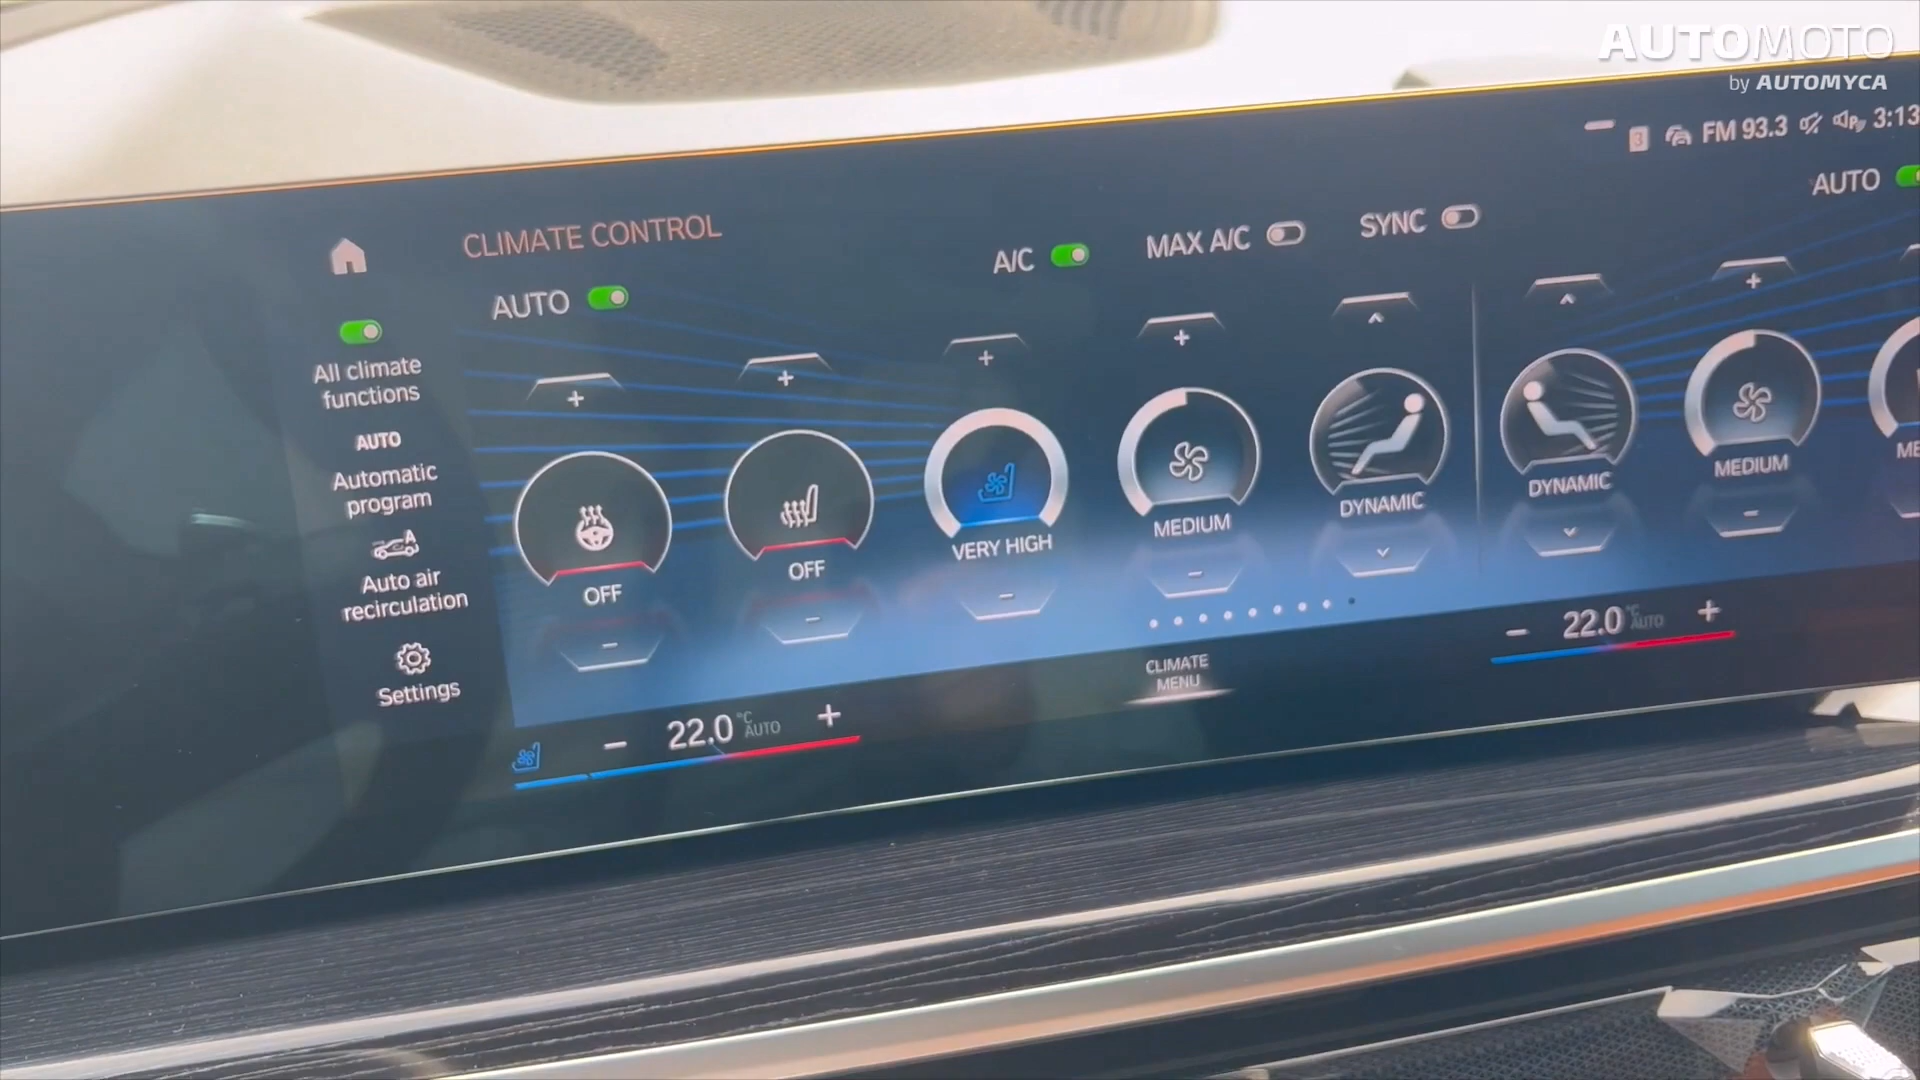 AUTOMOTO
by AUTOMYCA
FM 93.3
3:13
CLIMATE CONTROL
A/C
MAX A/C
SYNC
AUTO
AUTO
All climate
functions
AUTO
Automatic
program
A
Auto air
recirculation
Settings
OFF
OFF
VERY HIGH
MEDIUM
DYNAMIC
DYNAMIC
MEDIUM
22.0 °C AUTO
CLIMATE
MENU
22.0 °C AUTO